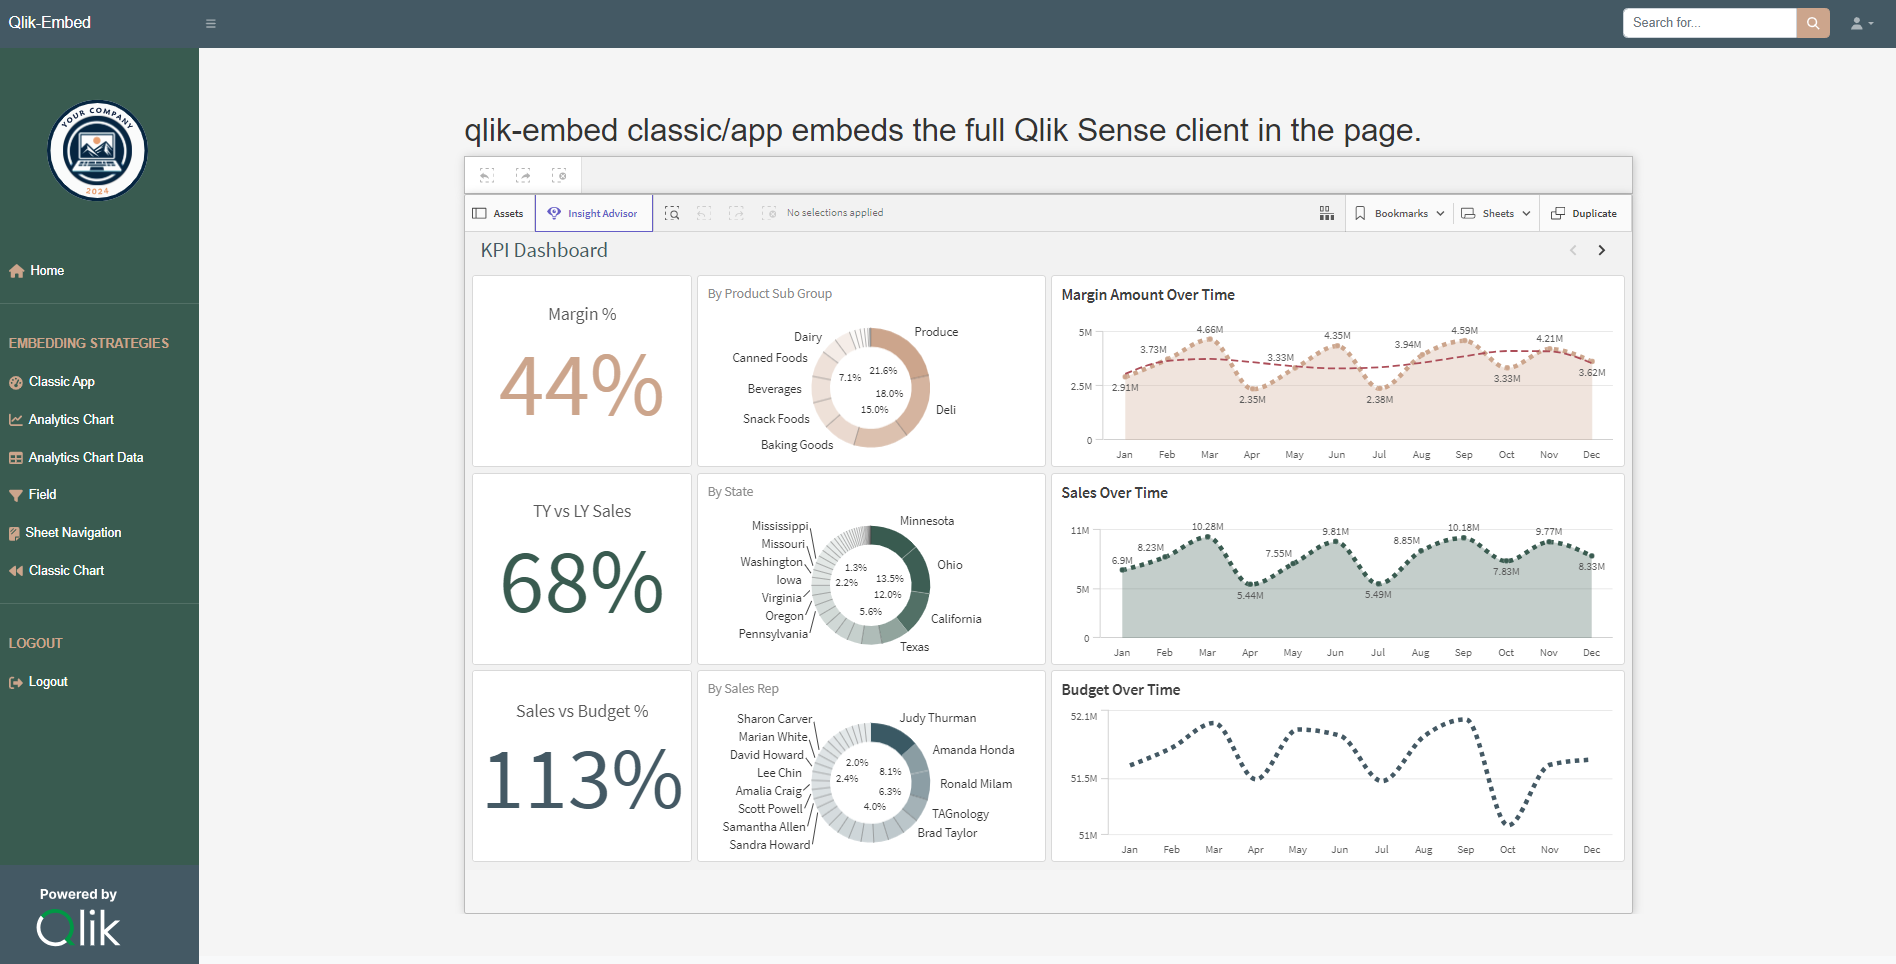 Qlik-Embed
Search for...
YOUR COMPANY
2024
Home
EMBEDDING STRATEGIES
Classic App
Analytics Chart
Analytics Chart Data
Field
Sheet Navigation
Classic Chart
LOGOUT
Logout
Powered by
Qlik
qlik-embed classic/app embeds the full Qlik Sense client in the page.
Assets
Insight Advisor
No selections applied
Bookmarks
Sheets
Duplicate
KPI Dashboard
Margin %
44%
By Product Sub Group
Produce
Dairy
Canned Foods
Beverages
Snack Foods
Baking Goods
Deli
7.1%
21.6%
18.0%
15.0%
Margin Amount Over Time
5M
2.5M
0
2.91M
3.73M
4.66M
2.35M
3.33M
4.35M
2.38M
3.94M
4.59M
3.33M
4.21M
3.62M
Jan Feb Mar Apr May Jun Jul Aug Sep Oct Nov Dec
TY vs LY Sales
68%
By State
Minnesota
Mississippi
Missouri
Washington
Iowa
Virginia
Oregon
Pennsylvania
Ohio
California
Texas
1.3%
2.2%
13.5%
12.0%
5.6%
Sales Over Time
11M
5M
0
6.9M
8.23M
10.28M
5.44M
7.55M
9.81M
5.49M
8.85M
10.18M
7.83M
9.77M
8.33M
Jan Feb Mar Apr May Jun Jul Aug Sep Oct Nov Dec
Sales vs Budget %
113%
By Sales Rep
Judy Thurman
Sharon Carver
Marian White
David Howard
Lee Chin
Amalia Craig
Scott Powell
Samantha Allen
Sandra Howard
Amanda Honda
Ronald Milam
TAGnology
Brad Taylor
2.0%
2.4%
8.1%
6.3%
4.0%
Budget Over Time
52.1M
51.5M
51M
Jan Feb Mar Apr May Jun Jul Aug Sep Oct Nov Dec